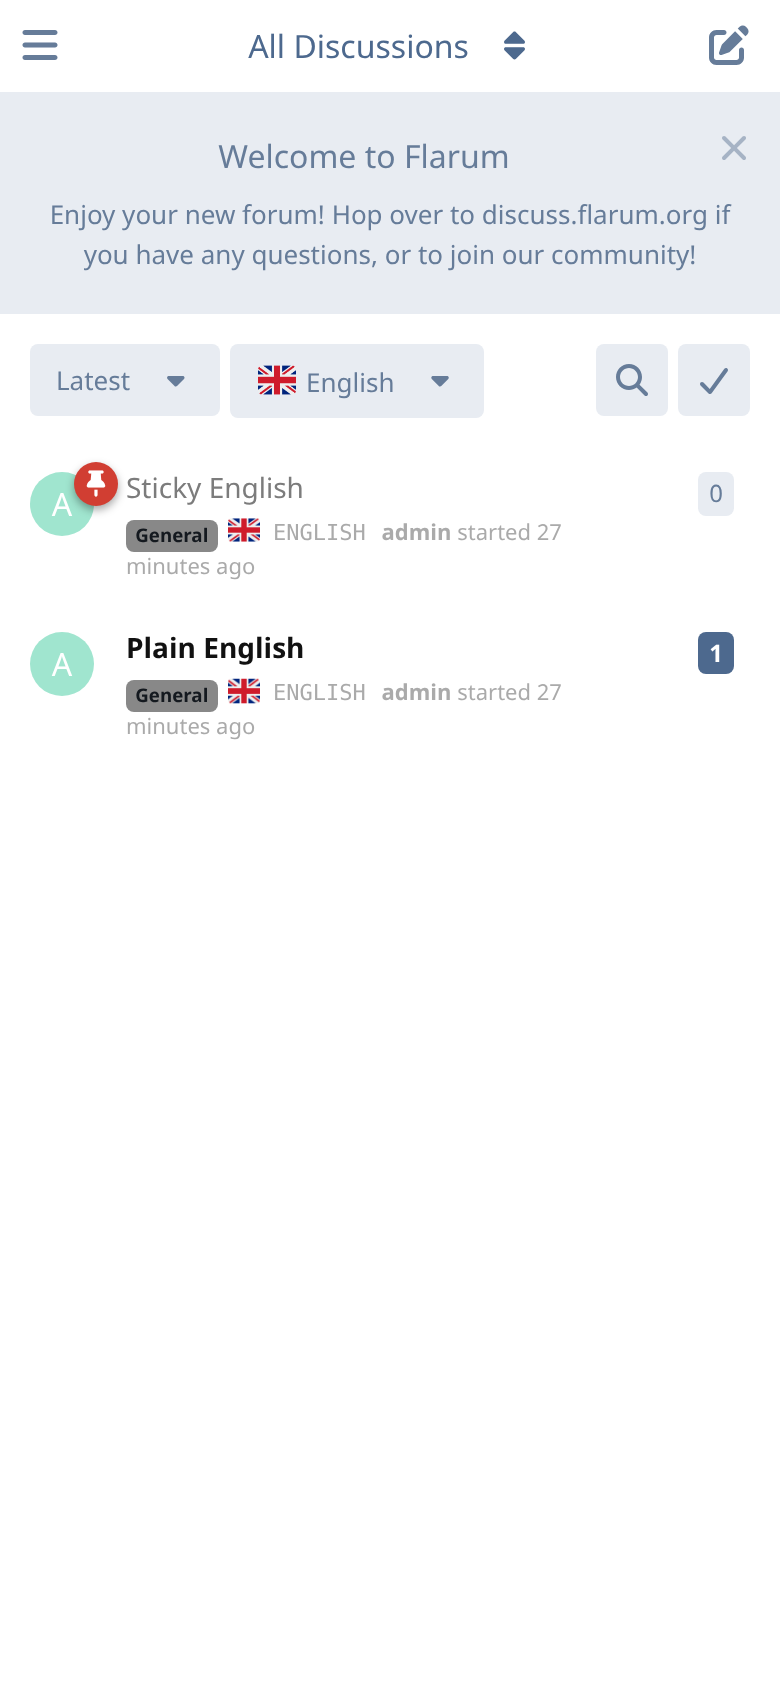 All Discussions
Welcome to Flarum
Enjoy your new forum! Hop over to discuss.flarum.org if
you have any questions, or to join our community!
Latest
English
A
Sticky English
0
General ENGLISH admin started 27
minutes ago
A
Plain English
1
General ENGLISH admin started 27
minutes ago